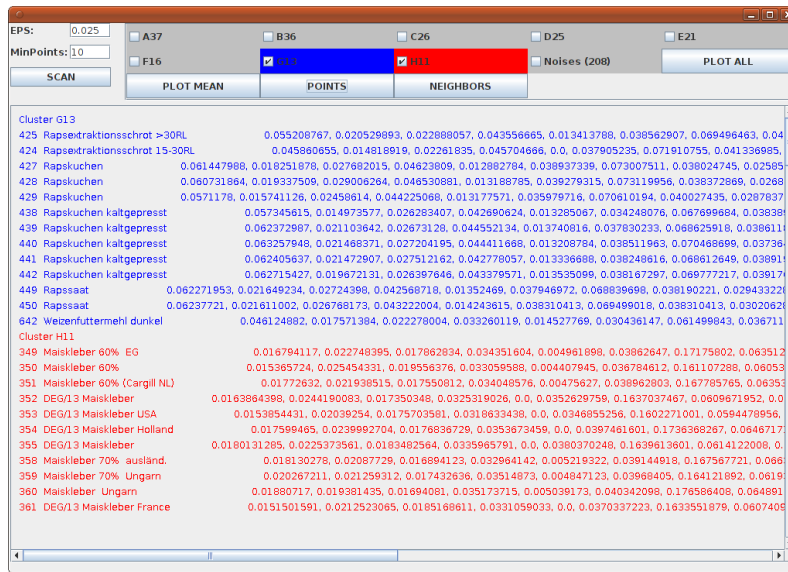 EPS: 0.025
A37 B36 C26 D25 E21
MinPoints: 10
F16 G13 H11 Noises (208) PLOT ALL
SCAN
PLOT MEAN POINTS NEIGHBORS
Cluster G13
425 Rapsextraktionsschrot >30RL 0.055208767, 0.020529893, 0.022888057, 0.043556665, 0.013413788, 0.038562907, 0.069496463, 0.04
424 Rapsextraktionsschrot 15-30RL 0.045860655, 0.014818919, 0.02261835, 0.045704666, 0.0, 0.037905235, 0.071910755, 0.041336985,
427 Rapskuchen 0.061447988, 0.018251878, 0.027682015, 0.04623809, 0.012882784, 0.038937339, 0.073007511, 0.038024745, 0.02585
428 Rapskuchen 0.060731864, 0.019337509, 0.029006264, 0.046530881, 0.013188785, 0.039279315, 0.073119956, 0.038372869, 0.0268
429 Rapskuchen 0.0571178, 0.015741126, 0.02458614, 0.044225068, 0.013177571, 0.035979716, 0.070610194, 0.040027435, 0.0287837
438 Rapskuchen kaltgepresst 0.057345615, 0.014973577, 0.026283407, 0.042690624, 0.013285067, 0.034248076, 0.067699684, 0.03838
439 Rapskuchen kaltgepresst 0.062372987, 0.021103642, 0.02673128, 0.044552134, 0.013740816, 0.037830233, 0.068625918, 0.038611
440 Rapskuchen kaltgepresst 0.063257948, 0.021468371, 0.027204195, 0.044411668, 0.013208784, 0.038511963, 0.070468699, 0.03736
441 Rapskuchen kaltgepresst 0.062405637, 0.021472907, 0.027512162, 0.042778057, 0.013336688, 0.038248616, 0.068612649, 0.03891
442 Rapskuchen kaltgepresst 0.062715427, 0.019672131, 0.026397646, 0.043379571, 0.013535099, 0.038167297, 0.069777217, 0.03917
449 Rapssaat 0.062271953, 0.021649234, 0.02724398, 0.042568718, 0.01352469, 0.037946972, 0.068839698, 0.038190221, 0.02943322
450 Rapssaat 0.06237721, 0.021611002, 0.026768173, 0.043222004, 0.014243615, 0.038310413, 0.069499018, 0.038310413, 0.0302062
642 Weizenfuttermehl dunkel 0.046124882, 0.017571384, 0.022278004, 0.033260119, 0.014527769, 0.030436147, 0.061499843, 0.036711
Cluster H11
349 Maiskleber 60% EG 0.016794117, 0.022748395, 0.017862834, 0.034351604, 0.004961898, 0.03862647, 0.17175802, 0.063512
350 Maiskleber 60% 0.015365724, 0.025454331, 0.019556376, 0.033059588, 0.004407945, 0.036784612, 0.161107288, 0.06053
351 Maiskleber 60% (Cargill NL) 0.01772632, 0.021938515, 0.017550812, 0.034048576, 0.00475627, 0.038962803, 0.167785765, 0.0635
352 DEG/13 Maiskleber 0.0163864398, 0.0244190083, 0.017350348, 0.0325319026, 0.0, 0.0352629759, 0.1637037467, 0.0609671952, 0.0
353 DEG/13 Maiskleber USA 0.0153854431, 0.02039254, 0.0175703581, 0.0318633438, 0.0, 0.0346855256, 0.1602271001, 0.0594478956,
354 DEG/13 Maiskleber Holland 0.017599465, 0.0239992704, 0.0176836729, 0.0353673459, 0.0, 0.0397461601, 0.1736368267, 0.064671
355 DEG/13 Maiskleber 0.0180131285, 0.0225373561, 0.0183482564, 0.0335965791, 0.0, 0.0380370248, 0.1639613601, 0.0614122008, 0.
358 Maiskleber 70% ausländ. 0.018130278, 0.02087729, 0.016894123, 0.032964142, 0.005219322, 0.039144918, 0.167567721, 0.066
359 Maiskleber 70% Ungarn 0.020267211, 0.021259312, 0.017432636, 0.03514873, 0.004847123, 0.03968405, 0.164121892, 0.0619
360 Maiskleber Ungarn 0.01880717, 0.019381435, 0.01694081, 0.035173715, 0.005039173, 0.040342098, 0.176586408, 0.064891
361 DEG/13 Maiskleber France 0.0151501591, 0.0212523065, 0.0185168611, 0.0331059033, 0.0, 0.0370337223, 0.1633551879, 0.0607409